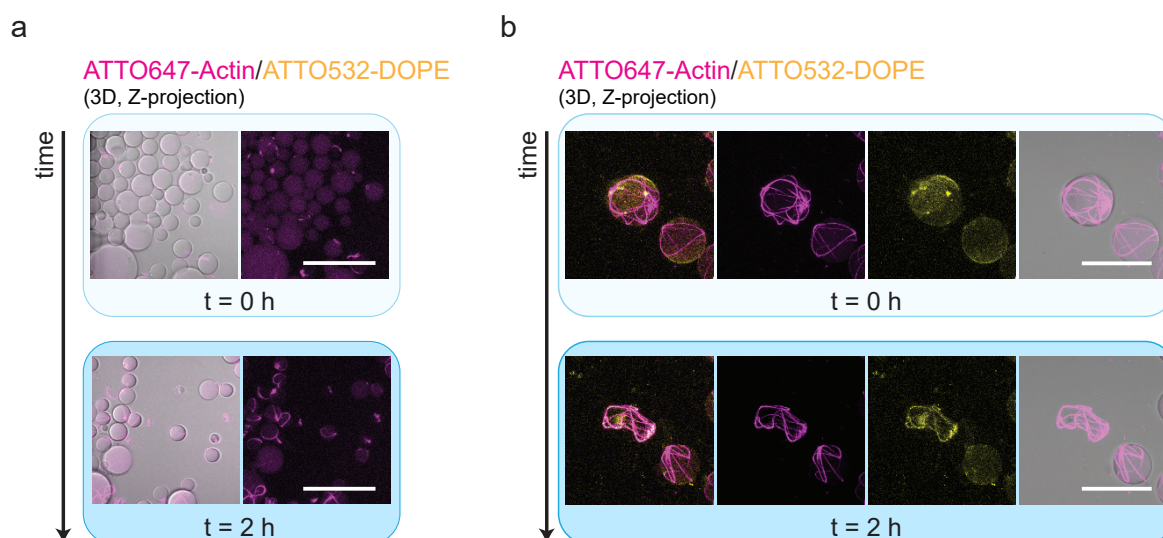 a
ATTO647-Actin/ATTO532-DOPE
(3D, Z-projection)
time
t = 0 h
t = 2 h
b
ATTO647-Actin/ATTO532-DOPE
(3D, Z-projection)
time
t = 0 h
t = 2 h